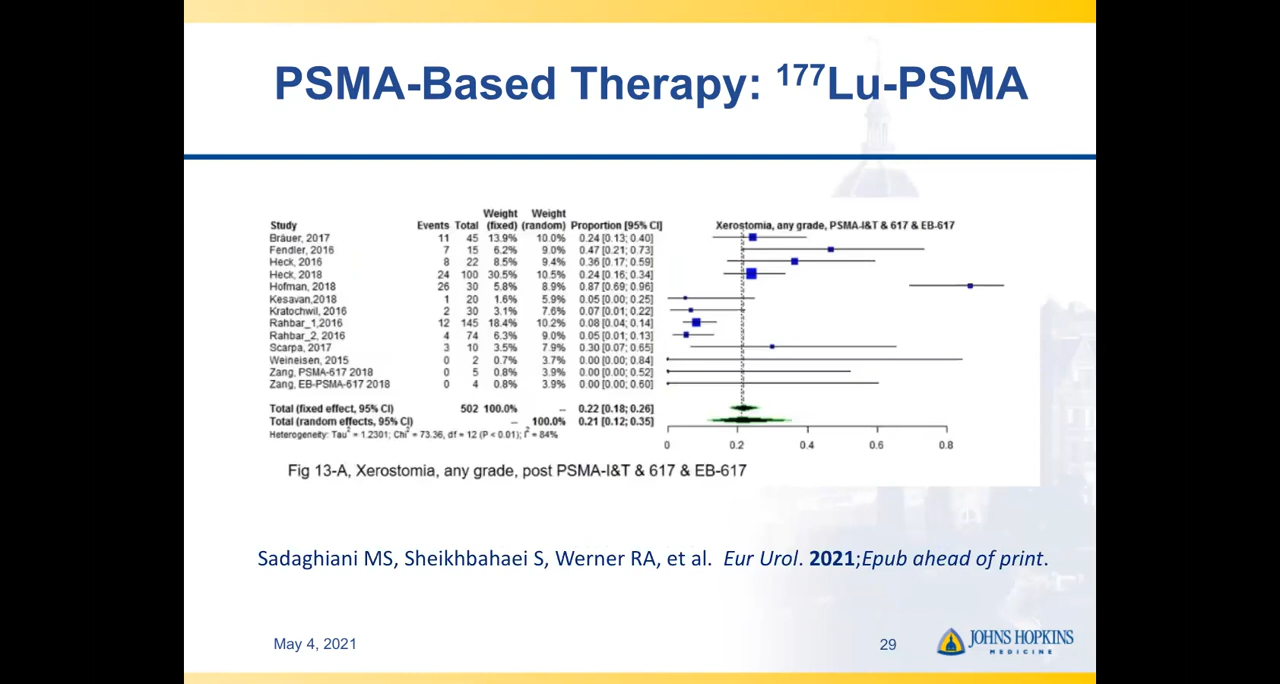 PSMA-Based Therapy: ¹⁷⁷Lu-PSMA
Weight Weight
Study Events Total (fixed) (random) Proportion [95% CI] Xerostomia, any grade, PSMA-I&T & 617 & EB-617
Bräuer, 2017 11 45 13.9% 10.0% 0.24 [0.13; 0.40]
Fendler, 2016 7 15 6.2% 9.0% 0.47 [0.21; 0.73]
Heck, 2016 8 22 8.5% 9.4% 0.36 [0.17; 0.59]
Heck, 2018 24 100 30.5% 10.5% 0.24 [0.16; 0.34]
Hofman, 2018 26 30 5.8% 8.9% 0.87 [0.69; 0.96]
Kesavan,2018 1 20 1.6% 5.9% 0.05 [0.00; 0.25]
Kratochwil, 2016 2 30 3.1% 7.6% 0.07 [0.01; 0.22]
Rahbar_1,2016 12 145 18.4% 10.2% 0.08 [0.04; 0.14]
Rahbar_2, 2016 4 74 6.3% 9.0% 0.05 [0.01; 0.13]
Scarpa, 2017 3 10 3.5% 7.9% 0.30 [0.07; 0.65]
Weineisen, 2015 0 2 0.7% 3.7% 0.00 [0.00; 0.84]
Zang, PSMA-617 2018 0 5 0.8% 3.9% 0.00 [0.00; 0.52]
Zang, EB-PSMA-617 2018 0 4 0.8% 3.9% 0.00 [0.00; 0.60]
Total (fixed effect, 95% CI) 502 100.0% -- 0.22 [0.18; 0.26]
Total (random effects, 95% CI) -- 100.0% 0.21 [0.12; 0.35]
Heterogeneity: Tau² = 1.2301; Chi² = 73.36, df = 12 (P < 0.01); I² = 84%
0 0.2 0.4 0.6 0.8
Fig 13-A, Xerostomia, any grade, post PSMA-I&T & 617 & EB-617
Sadaghiani MS, Sheikhbahaei S, Werner RA, et al. Eur Urol. 2021;Epub ahead of print.
May 4, 2021
29
JOHNS HOPKINS
MEDICINE